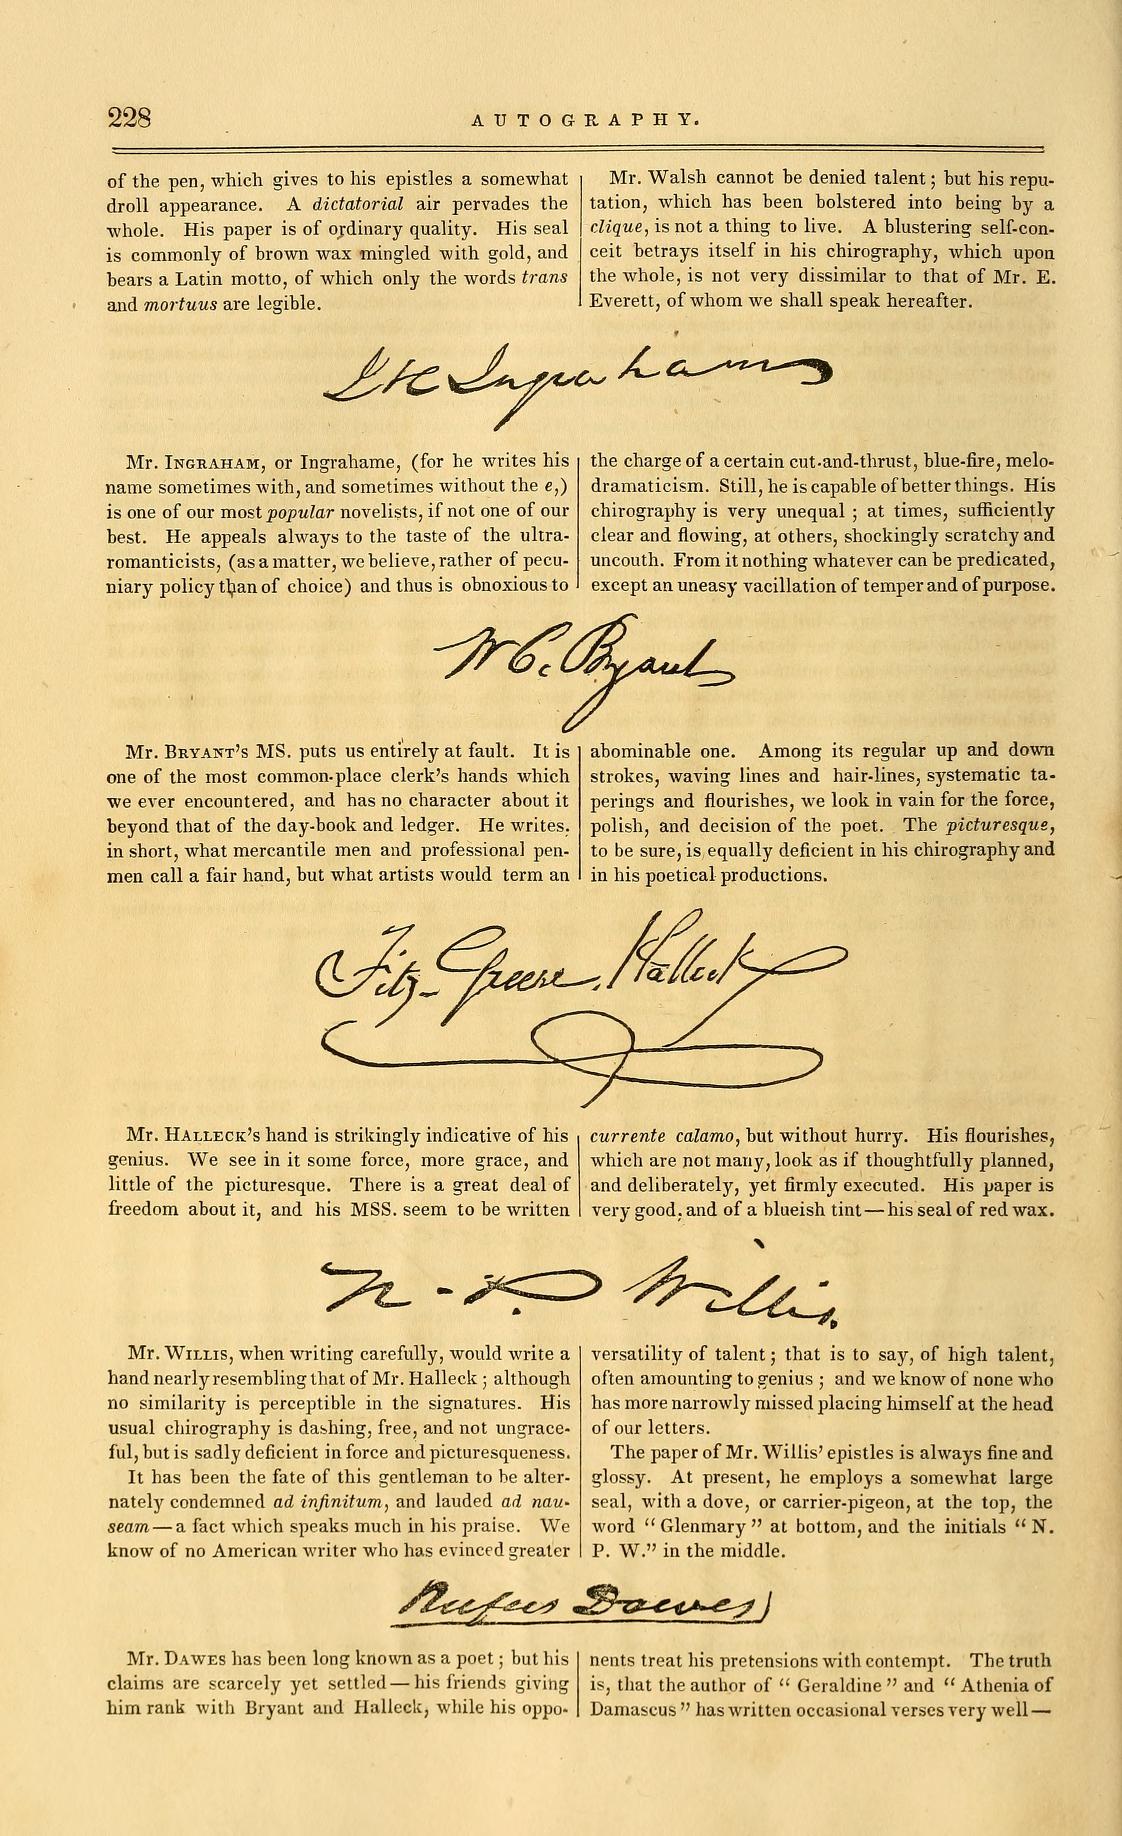 228
AUTOGRAPHY.
of the pen, which gives to his epistles a somewhat
droll appearance. A dictatorial air pervades the
whole. His paper is of ordinary quality. His seal
is commonly of brown wax mingled with gold, and
bears a Latin motto, of which only the words trans
and mortuus are legible.
Mr. Walsh cannot be denied talent; but his repu-
tation, which has been bolstered into being by a
clique, is not a thing to live. A blustering self-con-
ceit betrays itself in his chirography, which upon
the whole, is not very dissimilar to that of Mr. E.
Everett, of whom we shall speak hereafter.
J H Ingraham
Mr. INGRAHAM, or Ingrahame, (for he writes his
name sometimes with, and sometimes without the e,)
is one of our most popular novelists, if not one of our
best. He appeals always to the taste of the ultra-
romanticists, (as a matter, we believe, rather of pecu-
niary policy than of choice) and thus is obnoxious to
the charge of a certain cut-and-thrust, blue-fire, melo-
dramaticism. Still, he is capable of better things. His
chirography is very unequal; at times, sufficiently
clear and flowing, at others, shockingly scratchy and
uncouth. From it nothing whatever can be predicated,
except an uneasy vacillation of temper and of purpose.
W C. Bryant
Mr. BRYANT'S MS. puts us entirely at fault. It is
one of the most common-place clerk's hands which
we ever encountered, and has no character about it
beyond that of the day-book and ledger. He writes,
in short, what mercantile men and professional pen-
men call a fair hand, but what artists would term an
abominable one. Among its regular up and down
strokes, waving lines and hair-lines, systematic ta-
perings and flourishes, we look in vain for the force,
polish, and decision of the poet. The picturesque,
to be sure, is equally deficient in his chirography and
in his poetical productions.
Fitz-Greene Halleck
Mr. HALLECK'S hand is strikingly indicative of his
genius. We see in it some force, more grace, and
little of the picturesque. There is a great deal of
freedom about it, and his MSS. seem to be written
currente calamo, but without hurry. His flourishes,
which are not many, look as if thoughtfully planned,
and deliberately, yet firmly executed. His paper is
very good, and of a blueish tint—his seal of red wax.
N. P. Willis.
Mr. WILLIS, when writing carefully, would write a
hand nearly resembling that of Mr. Halleck; although
no similarity is perceptible in the signatures. His
usual chirography is dashing, free, and not ungrace-
ful, but is sadly deficient in force and picturesqueness.
It has been the fate of this gentleman to be alter-
nately condemned ad infinitum, and lauded ad nau-
seam—a fact which speaks much in his praise. We
know of no American writer who has evinced greater
versatility of talent; that is to say, of high talent,
often amounting to genius; and we know of none who
has more narrowly missed placing himself at the head
of our letters.
The paper of Mr. Willis' epistles is always fine and
glossy. At present, he employs a somewhat large
seal, with a dove, or carrier-pigeon, at the top, the
word "Glenmary" at bottom, and the initials "N.
P. W." in the middle.
Rufus Dawes
Mr. DAWES has been long known as a poet; but his
claims are scarcely yet settled—his friends giving
him rank with Bryant and Halleck, while his oppo-
nents treat his pretensions with contempt. The truth
is, that the author of "Geraldine" and "Athenia of
Damascus" has written occasional verses very well—